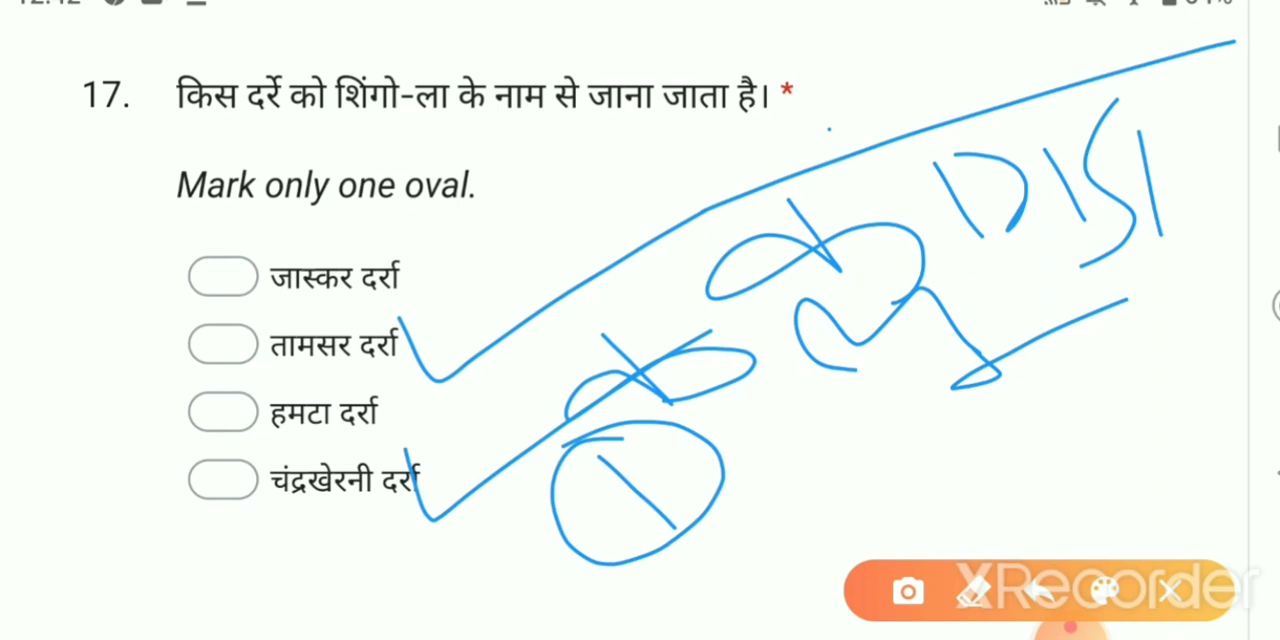 17. किस दर्रे को शिंगो-ला के नाम से जाना जाता है। *
Mark only one oval.
जास्कर दर्रा
तामसर दर्रा
हमटा दर्रा
चंद्रखेरनी दर्रा
XRecorder